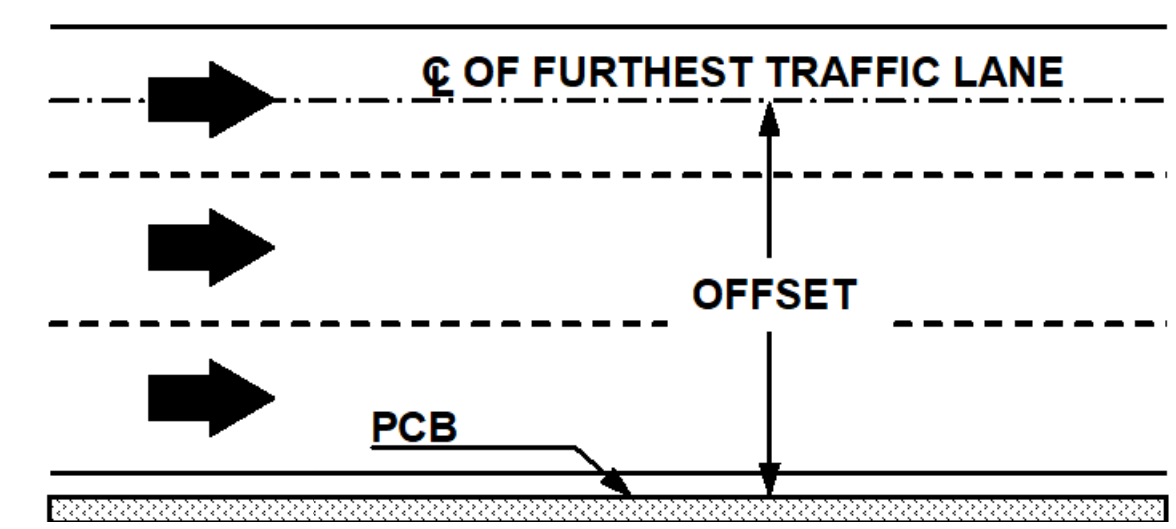 ℄ OF FURTHEST TRAFFIC LANE
OFFSET
PCB